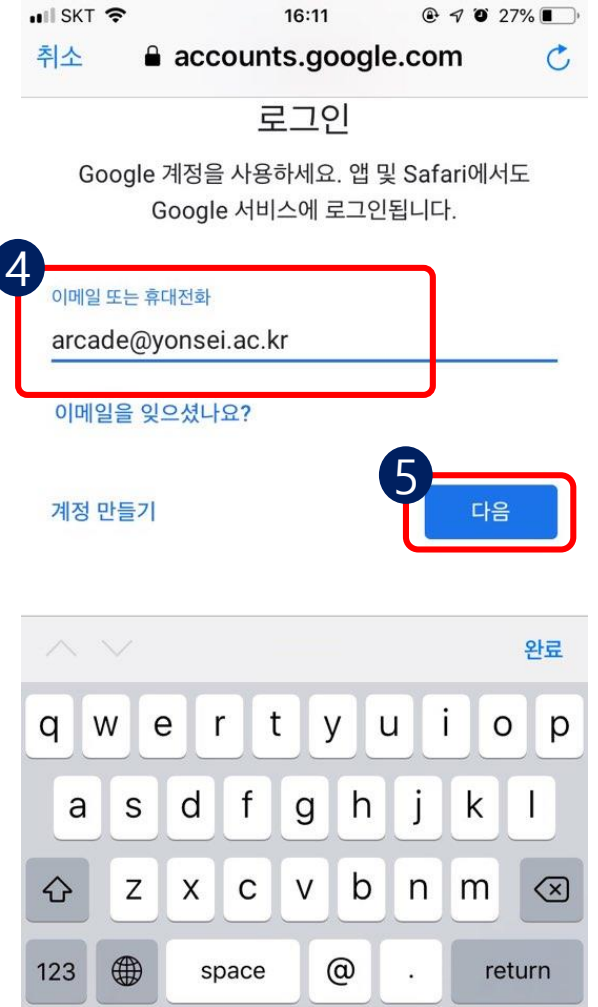 SKT 16:11 27%
취소 accounts.google.com
로그인
Google 계정을 사용하세요. 앱 및 Safari에서도
Google 서비스에 로그인됩니다.
4
이메일 또는 휴대전화
arcade@yonsei.ac.kr
이메일을 잊으셨나요?
5
계정 만들기 다음
완료
q w e r t y u i o p
a s d f g h j k l
z x c v b n m
123 space @ . return